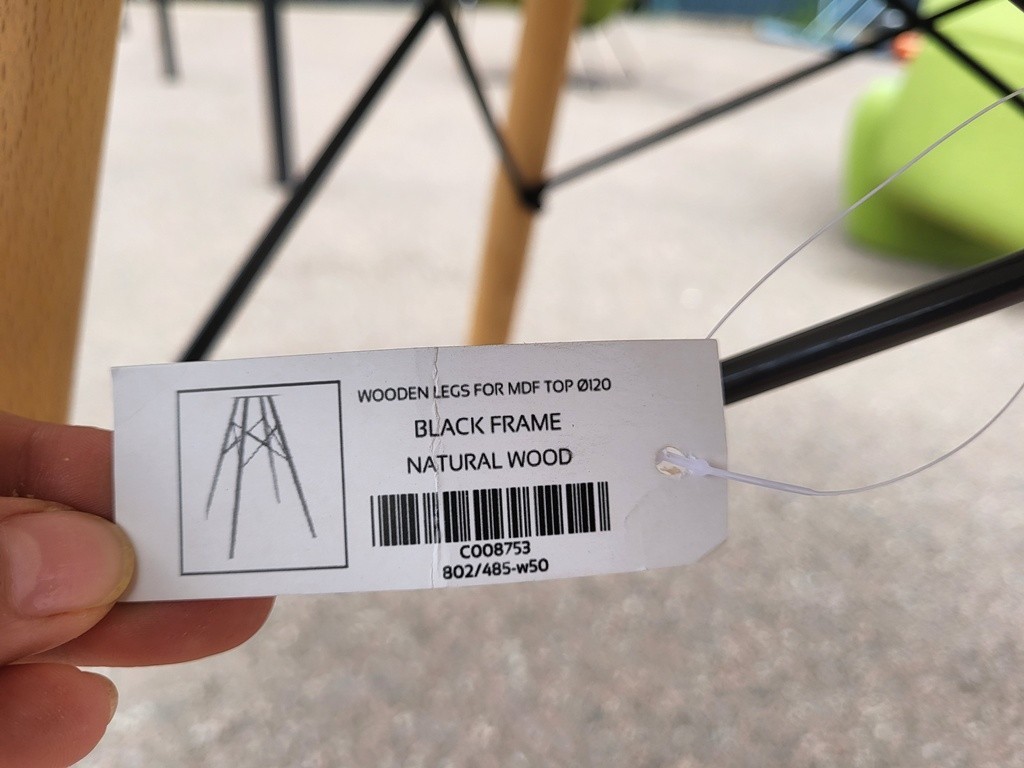 WOODEN LEGS FOR MDF TOP Ø120
BLACK FRAME
NATURAL WOOD
C008753
802/485-w50